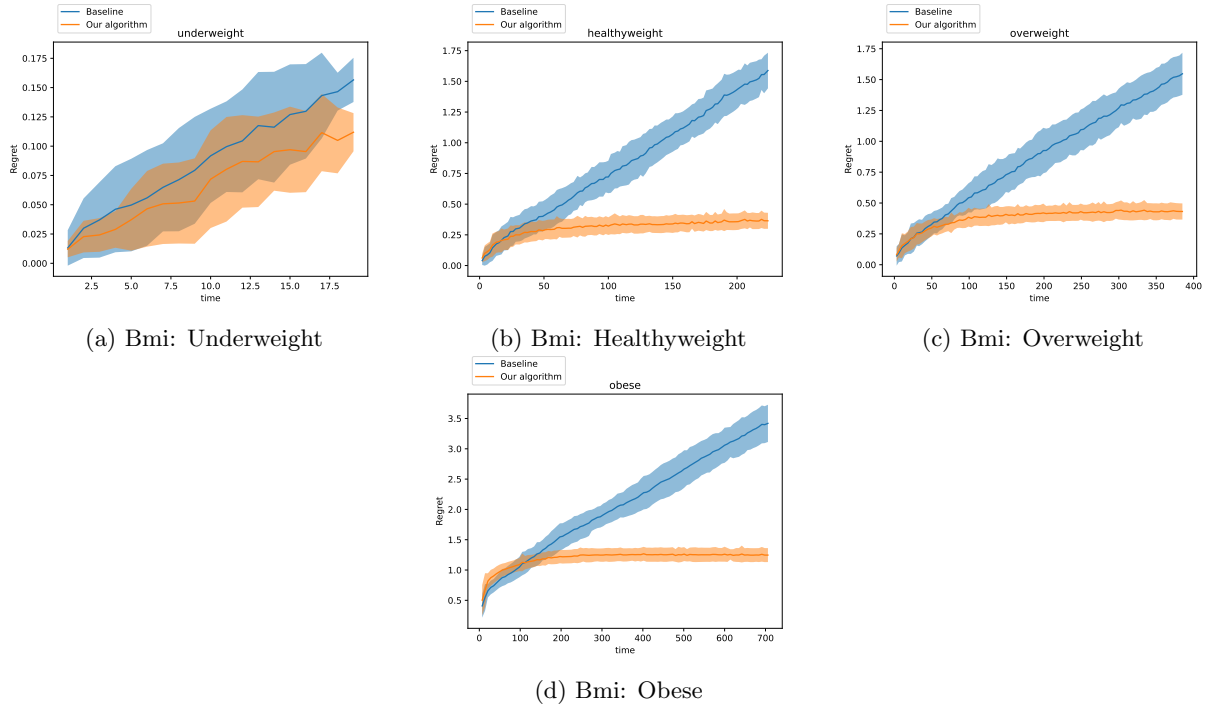 Baseline
Our algorithm
underweight
0.175
0.150
0.125
0.100
0.075
0.050
0.025
0.000
Regret
2.5 5.0 7.5 10.0 12.5 15.0 17.5
time
(a) Bmi: Underweight
Baseline
Our algorithm
healthyweight
1.75
1.50
1.25
1.00
0.75
0.50
0.25
0.00
Regret
0 50 100 150 200
time
(b) Bmi: Healthyweight
Baseline
Our algorithm
overweight
1.75
1.50
1.25
1.00
0.75
0.50
0.25
0.00
Regret
0 50 100 150 200 250 300 350 400
time
(c) Bmi: Overweight
Baseline
Our algorithm
obese
3.5
3.0
2.5
2.0
1.5
1.0
0.5
Regret
0 100 200 300 400 500 600 700
time
(d) Bmi: Obese